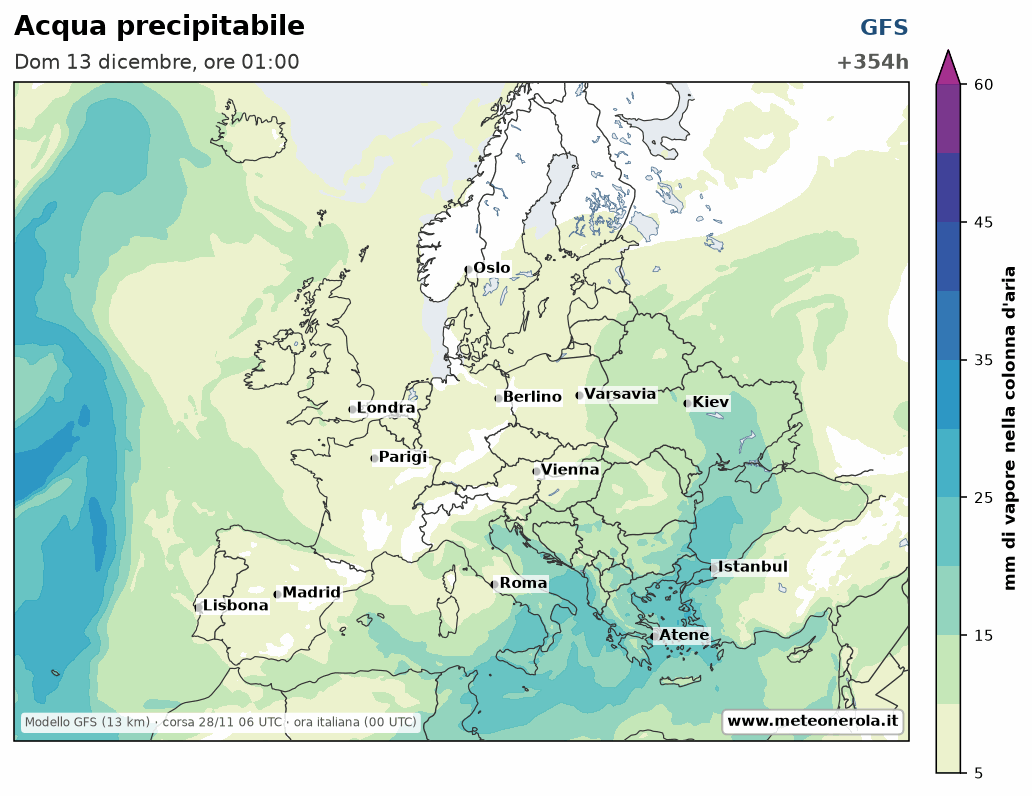 Acqua precipitabile
GFS
Dom 13 dicembre, ore 01:00
+354h
60
45
35
25
15
5
mm di vapore nella colonna d'aria
Oslo
Berlino
Varsavia
Kiev
Londra
Parigi
Vienna
Istanbul
Roma
Madrid
Lisbona
Atene
Modello GFS (13 km) · corsa 28/11 06 UTC · ora italiana (00 UTC)
www.meteonerola.it